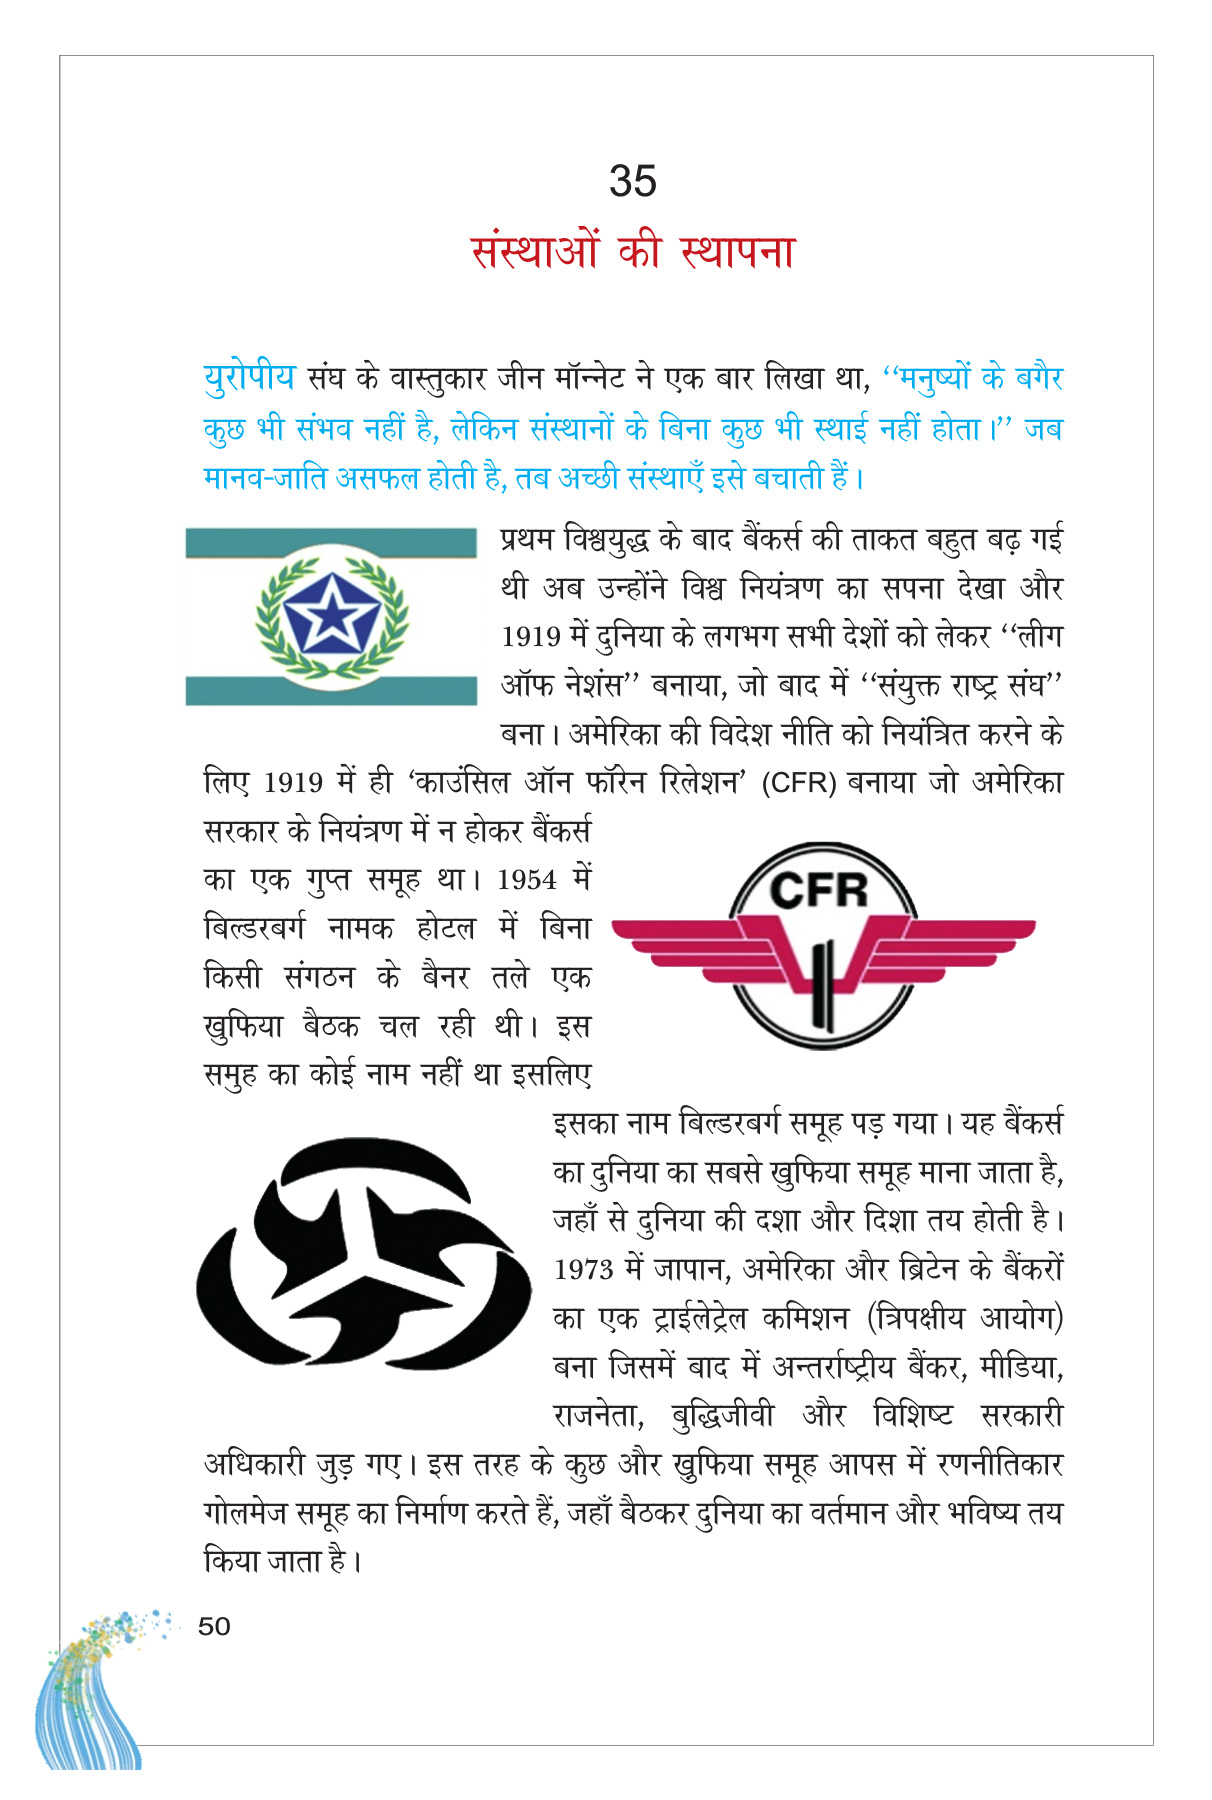 35
संस्थाओं की स्थापना
युरोपीय संघ के वास्तुकार जीन मॉन्नेट ने एक बार लिखा था, ‘‘मनुष्यों के बगैर
कुछ भी संभव नहीं है, लेकिन संस्थानों के बिना कुछ भी स्थाई नहीं होता।’’ जब
मानव-जाति असफल होती है, तब अच्छी संस्थाएँ इसे बचाती हैं।
प्रथम विश्वयुद्ध के बाद बैंकर्स की ताकत बहुत बढ़ गई
थी अब उन्होंने विश्व नियंत्रण का सपना देखा और
1919 में दुनिया के लगभग सभी देशों को लेकर ‘‘लीग
ऑफ नेशंस’’ बनाया, जो बाद में ‘‘संयुक्त राष्ट्र संघ’’
बना। अमेरिका की विदेश नीति को नियंत्रित करने के
लिए 1919 में ही ‘काउंसिल ऑन फॉरेन रिलेशन’ (CFR) बनाया जो अमेरिका
सरकार के नियंत्रण में न होकर बैंकर्स
का एक गुप्त समूह था। 1954 में
बिल्डरबर्ग नामक होटल में बिना
किसी संगठन के बैनर तले एक
खुफिया बैठक चल रही थी। इस
समुह का कोई नाम नहीं था इसलिए
CFR
इसका नाम बिल्डरबर्ग समूह पड़ गया। यह बैंकर्स
का दुनिया का सबसे खुफिया समूह माना जाता है,
जहाँ से दुनिया की दशा और दिशा तय होती है।
1973 में जापान, अमेरिका और ब्रिटेन के बैंकरों
का एक ट्राईलेट्रेल कमिशन (त्रिपक्षीय आयोग)
बना जिसमें बाद में अन्तर्राष्ट्रीय बैंकर, मीडिया,
राजनेता, बुद्धिजीवी और विशिष्ट सरकारी
अधिकारी जुड़ गए। इस तरह के कुछ और खुफिया समूह आपस में रणनीतिकार
गोलमेज समूह का निर्माण करते हैं, जहाँ बैठकर दुनिया का वर्तमान और भविष्य तय
किया जाता है।
50